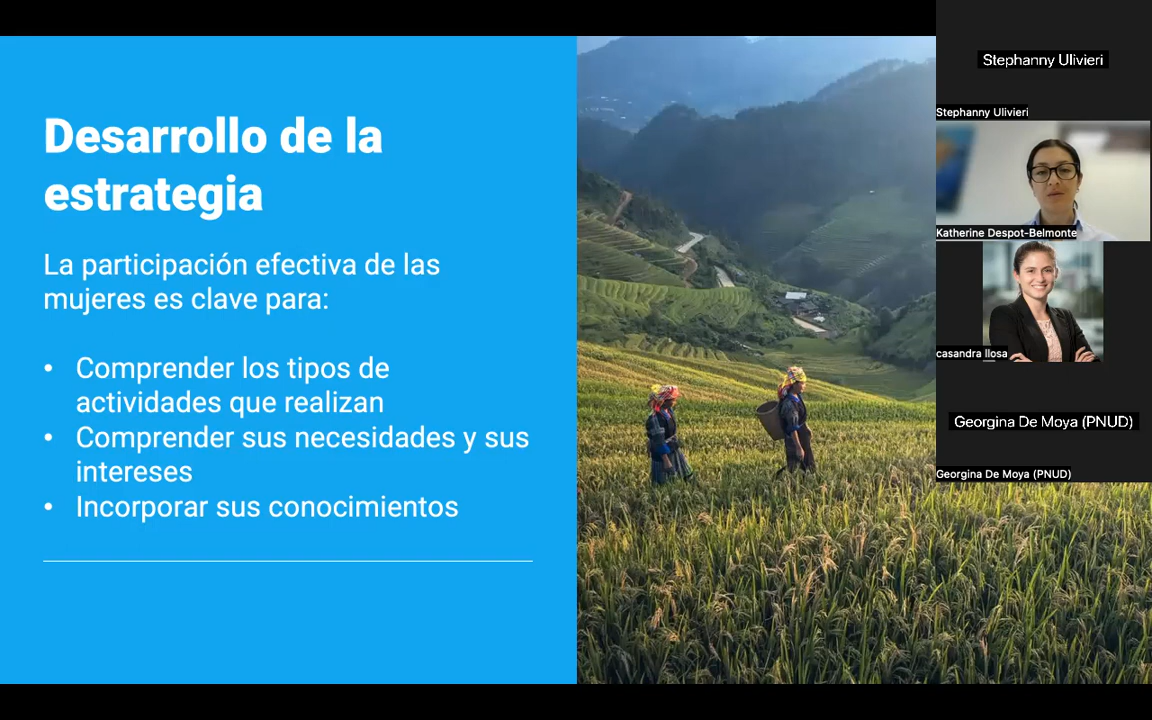 Desarrollo de la
estrategia
La participación efectiva de las
mujeres es clave para:
• Comprender los tipos de
actividades que realizan
• Comprender sus necesidades y sus
intereses
• Incorporar sus conocimientos
Stephanny Ulivieri
Stephanny Ulivieri
Katherine Despot-Belmonte
casandra llosa
Georgina De Moya (PNUD)
Georgina De Moya (PNUD)